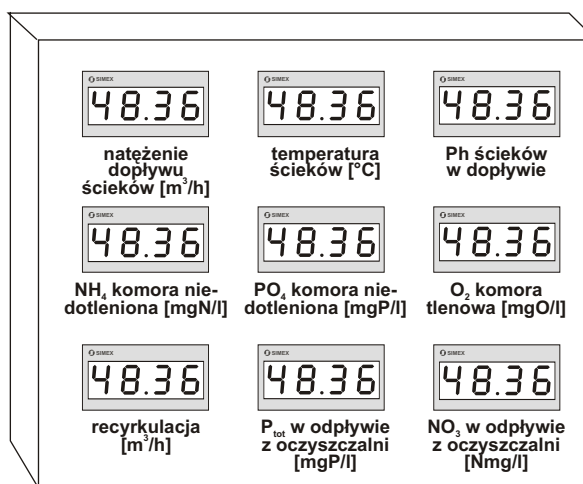 SIMEX
48.36
natężenie
dopływu
ścieków [m³/h]
SIMEX
48.36
temperatura
ścieków [°C]
SIMEX
48.36
Ph ścieków
w dopływie
SIMEX
48.36
NH₄ komora nie-
dotleniona [mgN/l]
SIMEX
48.36
PO₄ komora nie-
dotleniona [mgP/l]
SIMEX
48.36
O₂ komora
tlenowa [mgO/l]
SIMEX
48.36
recyrkulacja
[m³/h]
SIMEX
48.36
Pₜₒₜ w odpływie
z oczyszczalni
[mgP/l]
SIMEX
48.36
NO₃ w odpływie
z oczyszczalni
[Nmg/l]